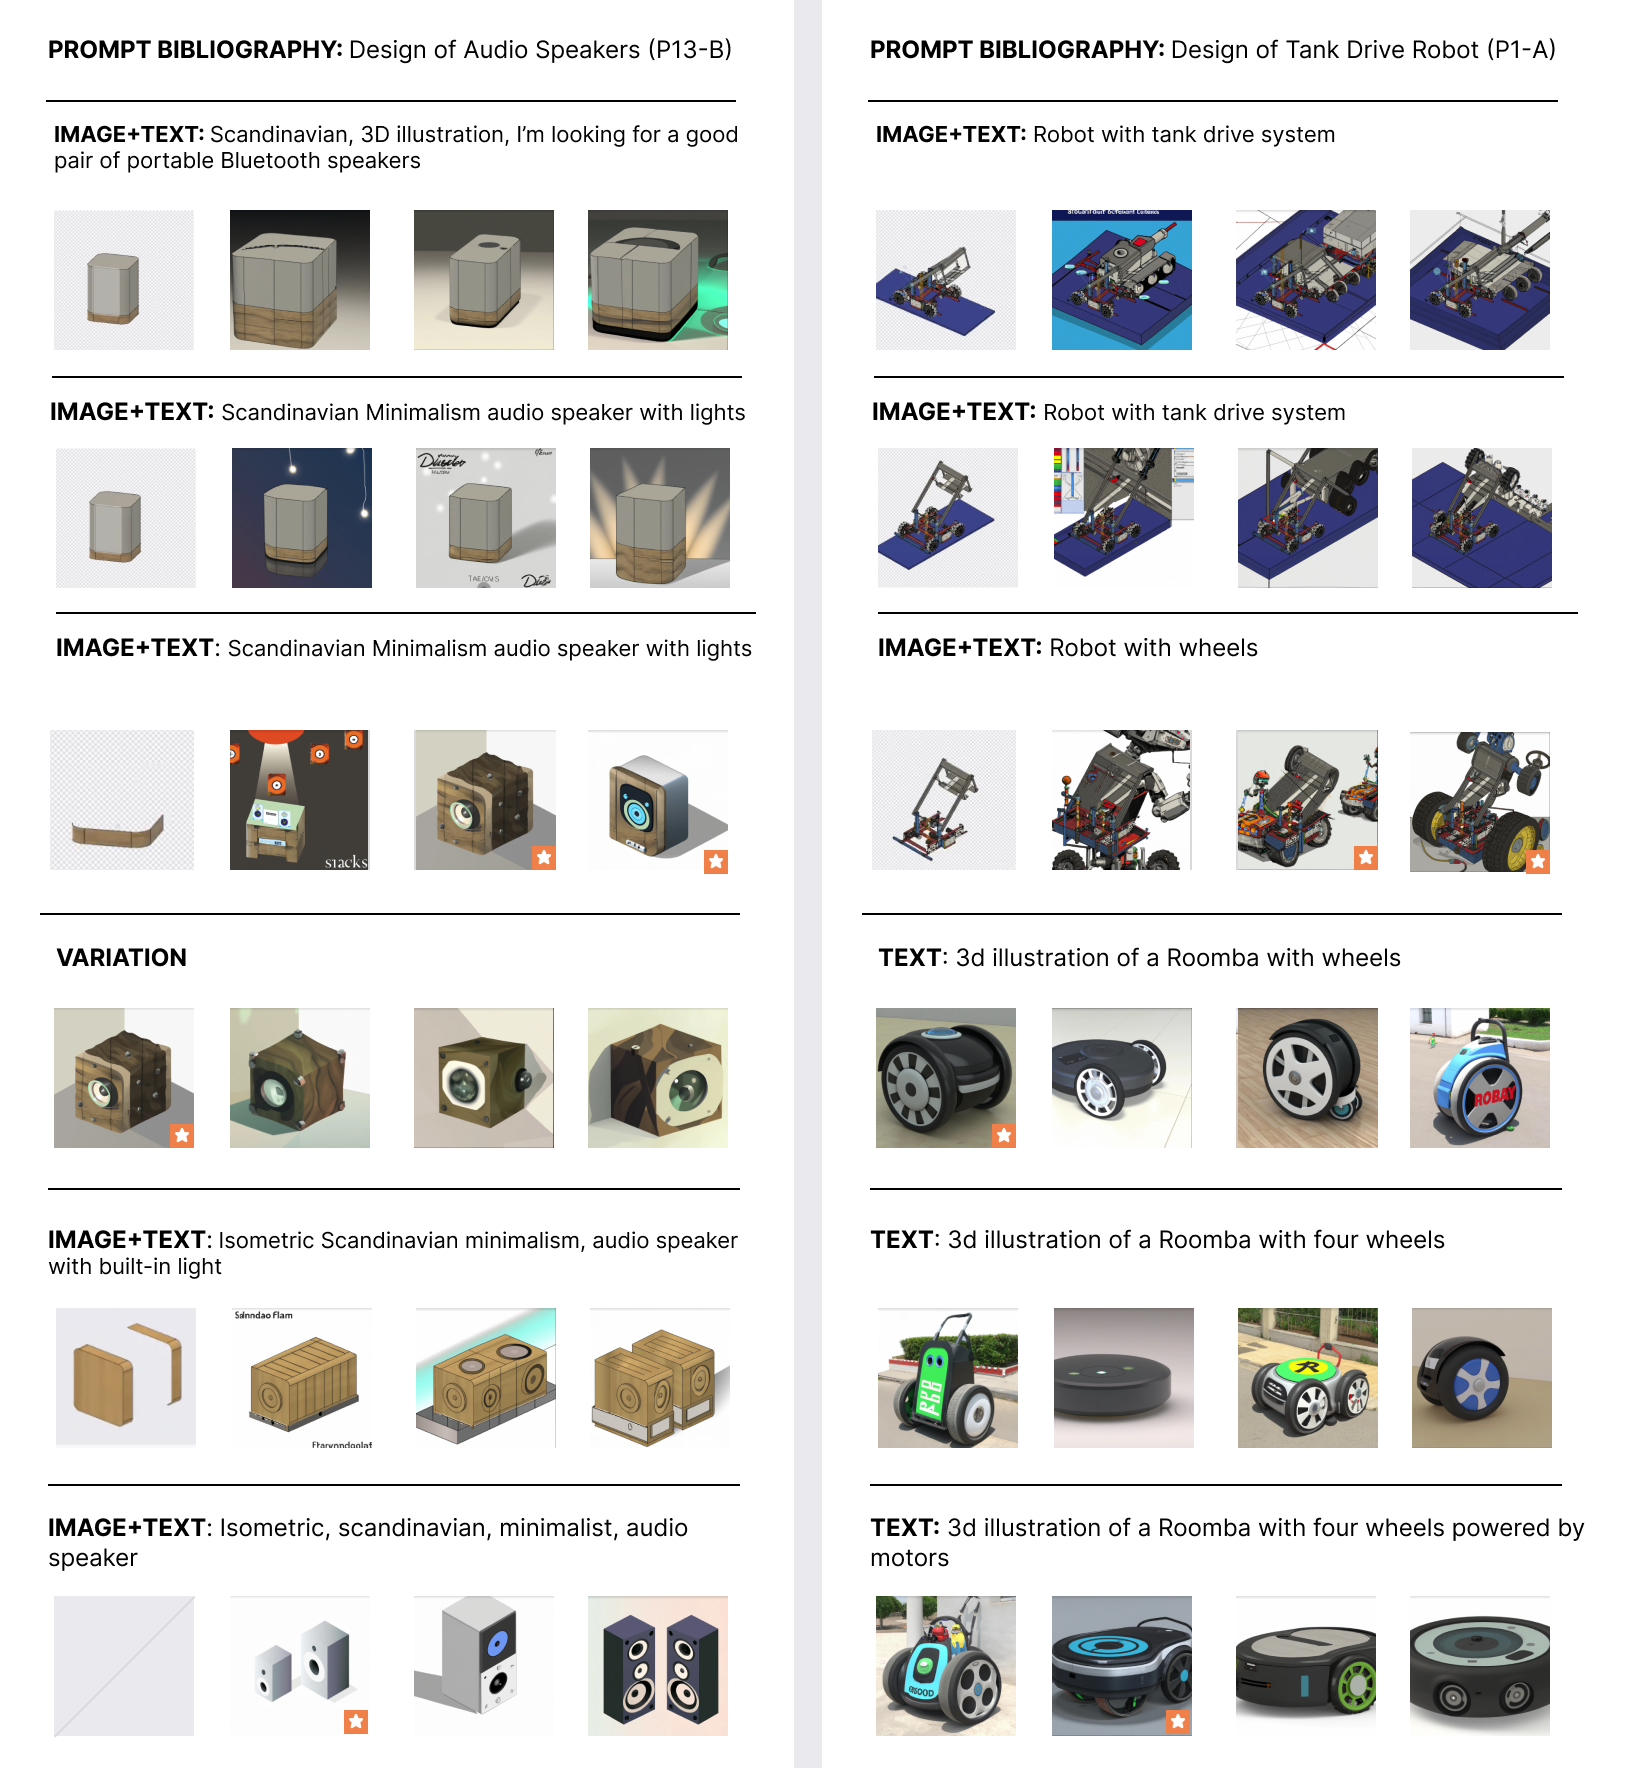 PROMPT BIBLIOGRAPHY: Design of Audio Speakers (P13-B)
IMAGE+TEXT: Scandinavian, 3D illustration, I'm looking for a good
pair of portable Bluetooth speakers
IMAGE+TEXT: Scandinavian Minimalism audio speaker with lights
IMAGE+TEXT: Scandinavian Minimalism audio speaker with lights
stacks
VARIATION
IMAGE+TEXT: Isometric Scandinavian minimalism, audio speaker
with built-in light
Salnndao Flam
IMAGE+TEXT: Isometric, scandinavian, minimalist, audio
speaker
PROMPT BIBLIOGRAPHY: Design of Tank Drive Robot (P1-A)
IMAGE+TEXT: Robot with tank drive system
IMAGE+TEXT: Robot with tank drive system
IMAGE+TEXT: Robot with wheels
TEXT: 3d illustration of a Roomba with wheels
ROBAY
TEXT: 3d illustration of a Roomba with four wheels
R
TEXT: 3d illustration of a Roomba with four wheels powered by
motors